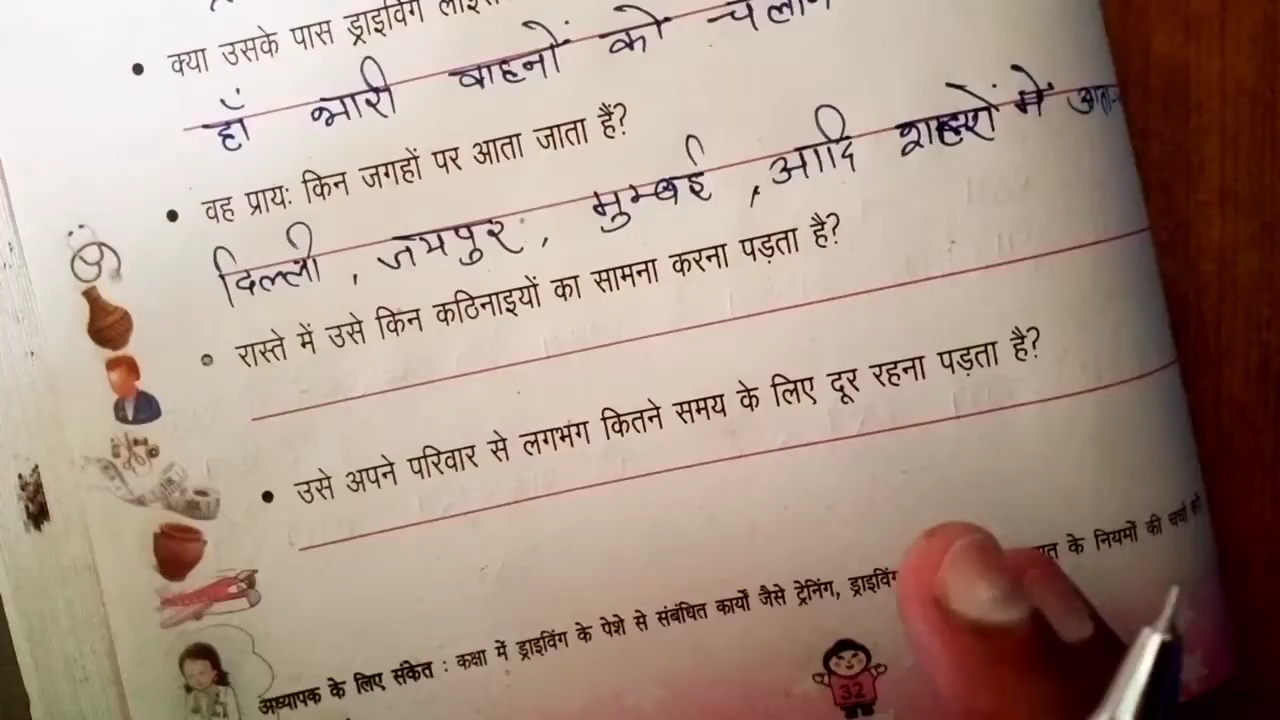 क्या उसके पास ड्राइविंग
हाँ भारी वाहनों को
वह प्रायः किन जगहों पर आता जाता हैं?
दिल्ली, जयपुर, मुम्बई, आदि शहरों में
रास्ते में उसे किन कठिनाइयों का सामना करना पड़ता है?
उसे अपने परिवार से लगभग कितने समय के लिए दूर रहना पड़ता है?
अध्यापक के लिए संकेत : कक्षा में ड्राइविंग के पेशे से संबंधित कार्यों जैसे ट्रेनिंग, ड्राइविंग के नियमों की चर्चा
32